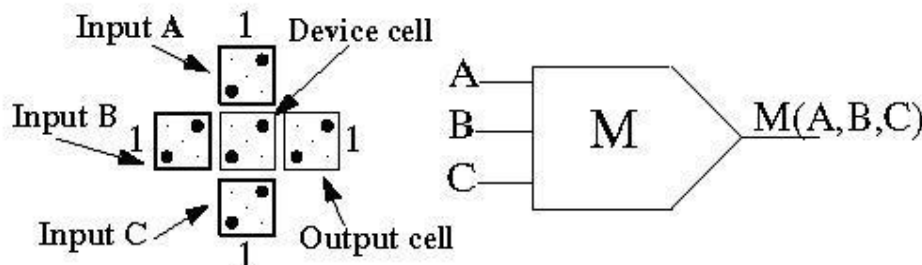 Input A
1
Device cell
Input B
1
1
Input C
1
Output cell
A
B
C
M
M(A,B,C)